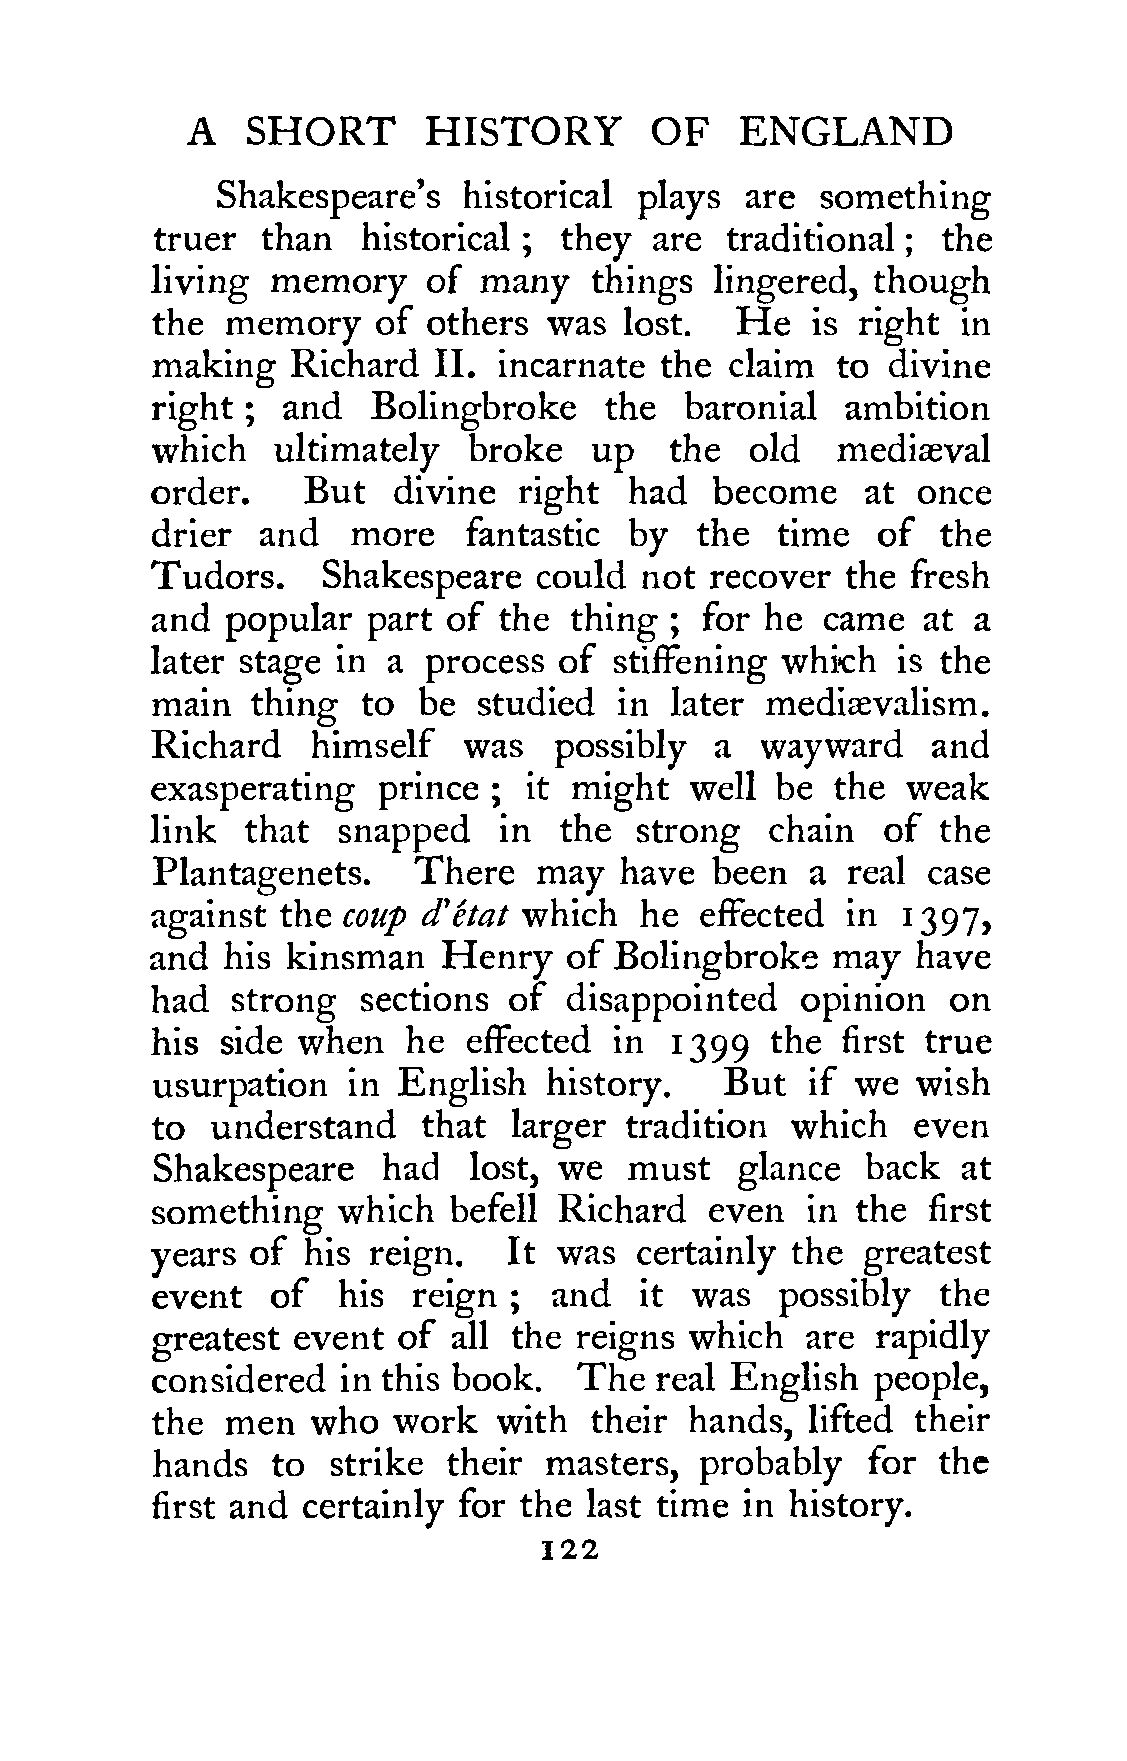 A SHORT HISTORY OF ENGLAND
Shakespeare's historical plays are something
truer than historical ; they are traditional ; the
living memory of many things lingered, though
the memory of others was lost. He is right in
making Richard II. incarnate the claim to divine
right ; and Bolingbroke the baronial ambition
which ultimately broke up the old mediæval
order. But divine right had become at once
drier and more fantastic by the time of the
Tudors. Shakespeare could not recover the fresh
and popular part of the thing ; for he came at a
later stage in a process of stiffening which is the
main thing to be studied in later mediævalism.
Richard himself was possibly a wayward and
exasperating prince ; it might well be the weak
link that snapped in the strong chain of the
Plantagenets. There may have been a real case
against the coup d'état which he effected in 1397,
and his kinsman Henry of Bolingbroke may have
had strong sections of disappointed opinion on
his side when he effected in 1399 the first true
usurpation in English history. But if we wish
to understand that larger tradition which even
Shakespeare had lost, we must glance back at
something which befell Richard even in the first
years of his reign. It was certainly the greatest
event of his reign ; and it was possibly the
greatest event of all the reigns which are rapidly
considered in this book. The real English people,
the men who work with their hands, lifted their
hands to strike their masters, probably for the
first and certainly for the last time in history.
122